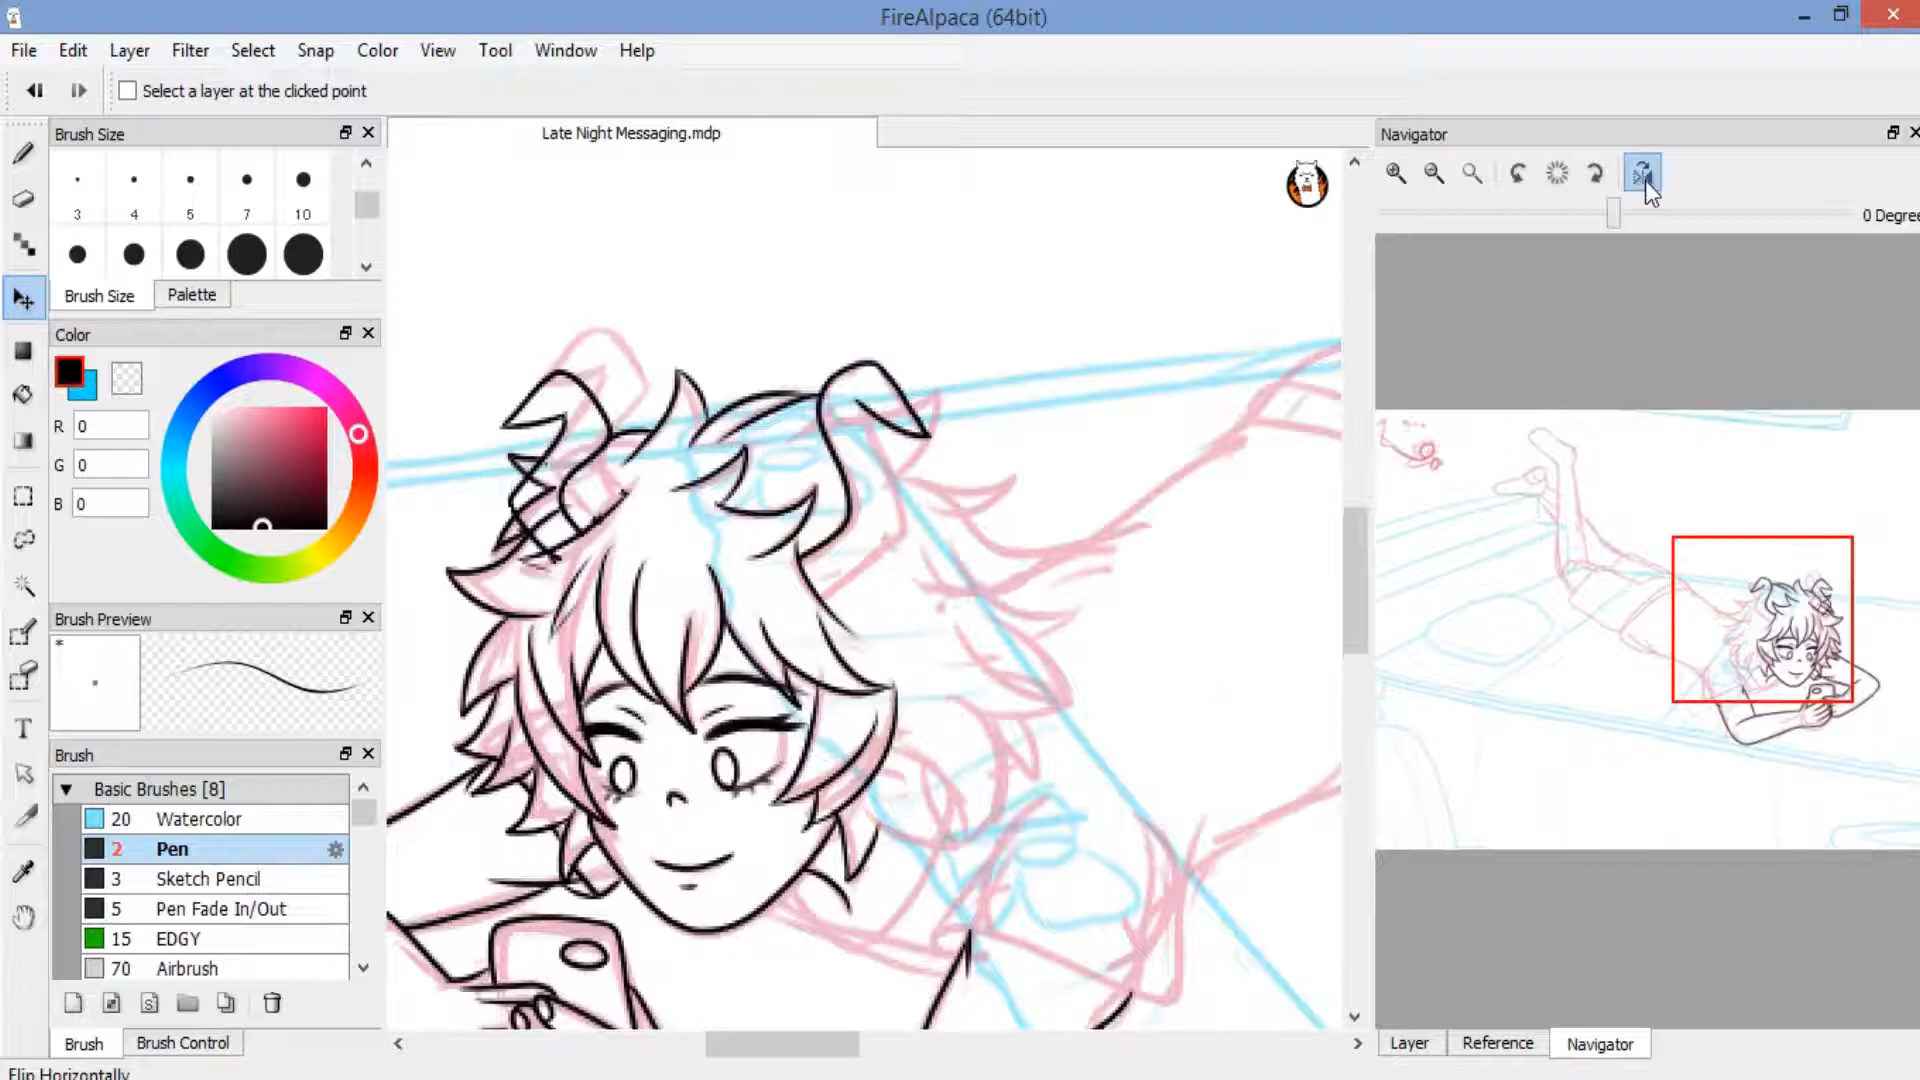 FireAlpaca (64bit)
File Edit Layer Filter Select Snap Color View Tool Window Help
Select a layer at the clicked point
Brush Size
3 4 5 7 10
Brush Size Palette
Color
R 0
G 0
B 0
Brush Preview
*
Brush
Basic Brushes [8]
20 Watercolor
2 Pen
3 Sketch Pencil
5 Pen Fade In/Out
15 EDGY
70 Airbrush
Brush Brush Control
Flip Horizontally
Late Night Messaging.mdp
Navigator
0 Degree
Layer Reference Navigator